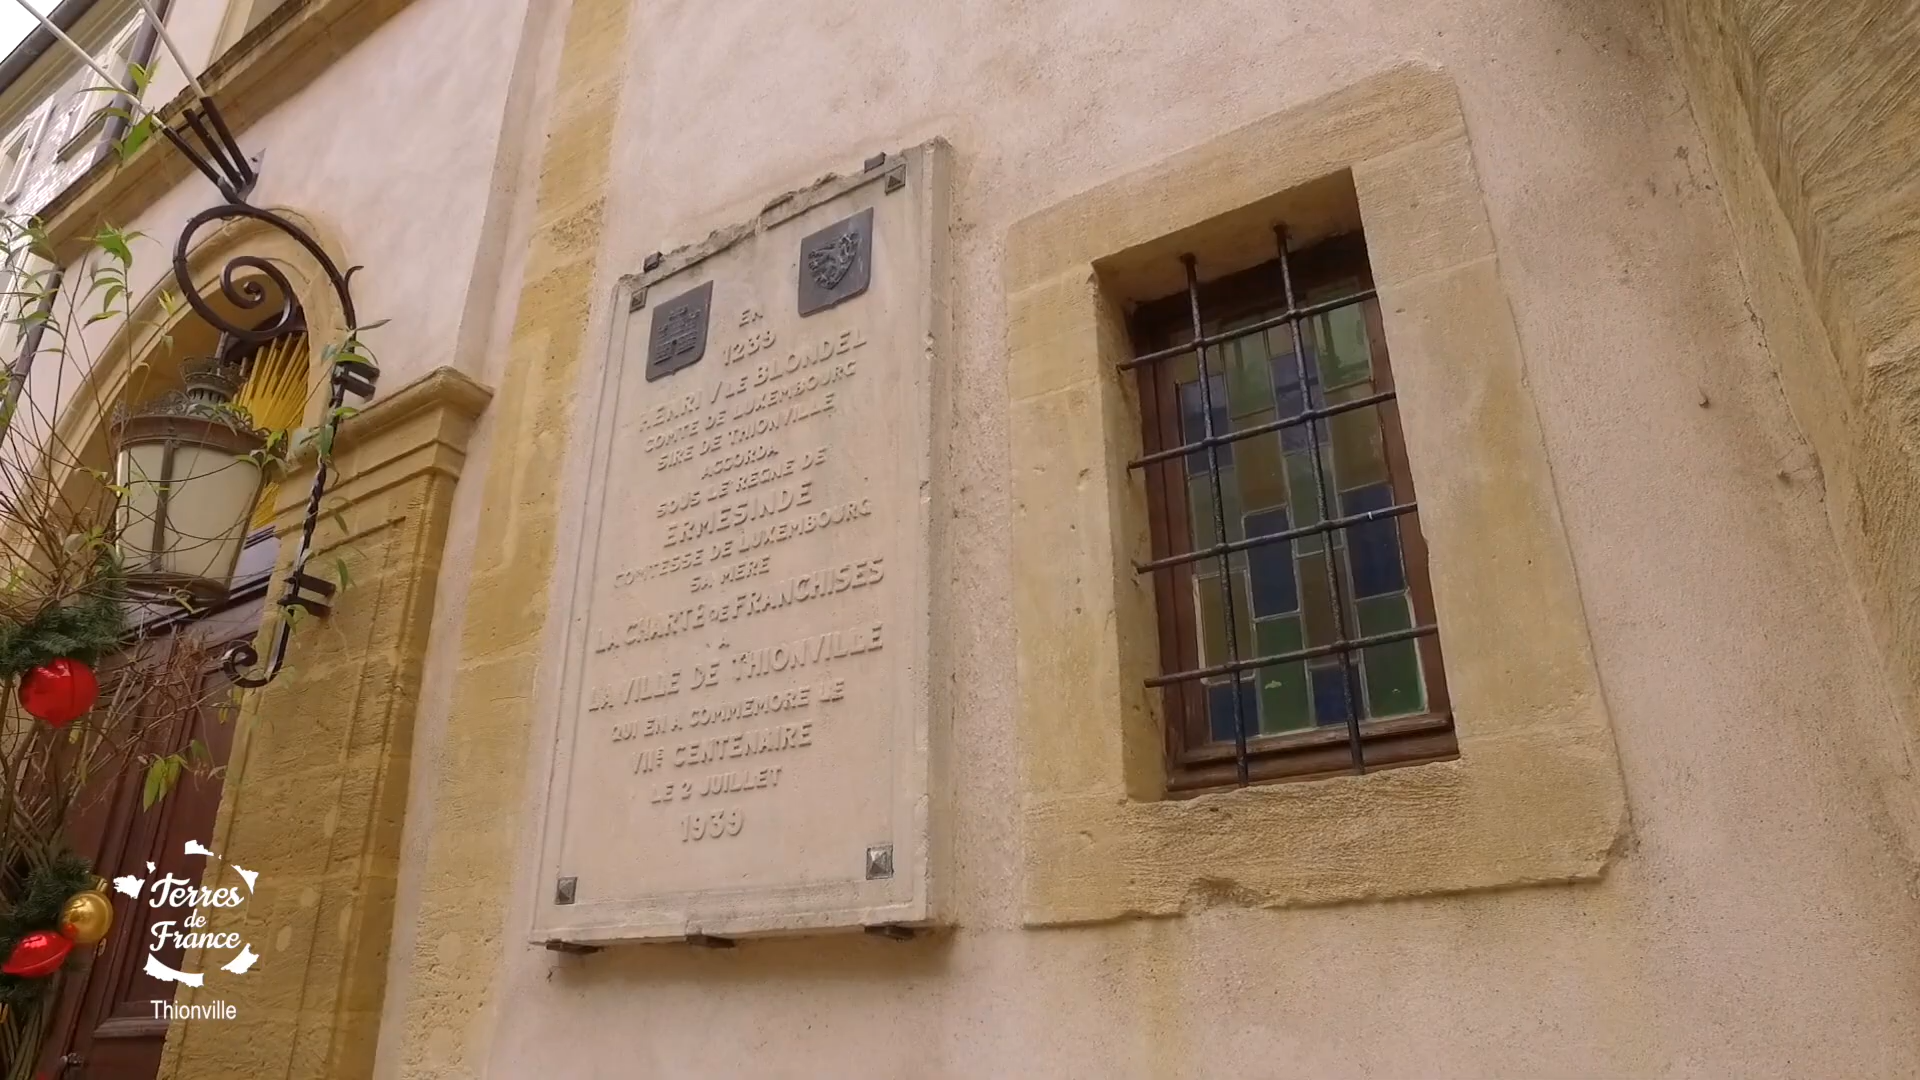 EN
1239
HENRI V LE BLONDEL
COMTE DE LUXEMBOURG
SIRE DE THIONVILLE
ACCORDA
SOUS LE REGNE DE
ERMESINDE
COMTESSE DE LUXEMBOURG
SA MERE
LA CHARTE DE FRANCHISES
A
LA VILLE DE THIONVILLE
QUI EN A COMMEMORE LE
VIIE CENTENAIRE
LE 2 JUILLET
1939
Terres
de
France
Thionville